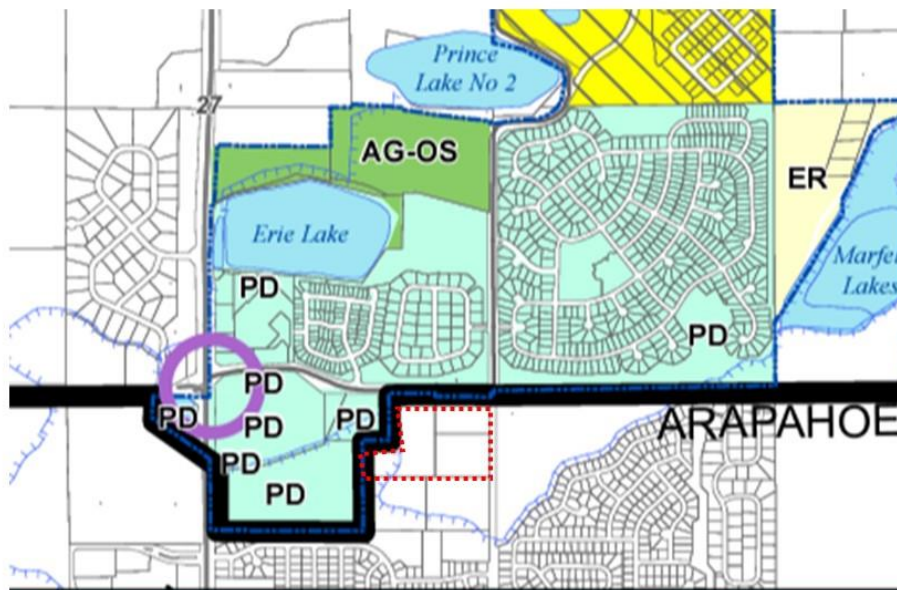 Prince
Lake No 2
27
AG-OS
ER
Erie Lake
Marfe
Lakes
PD
PD
PD
PD
PD
PD
ARAPAHOE
PD
PD